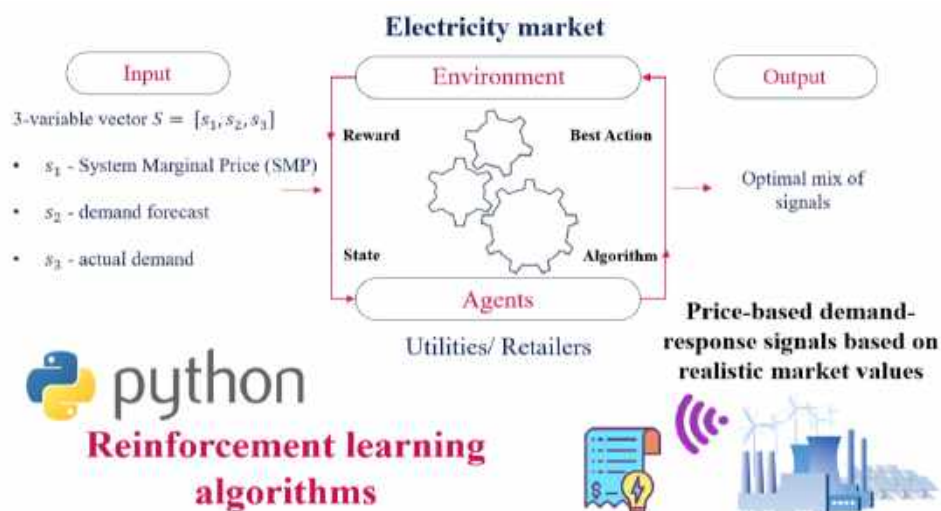 Electricity market
Input
3-variable vector S = [s₁, s₂, s₃]
• s₁ - System Marginal Price (SMP)
• s₂ - demand forecast
• s₃ - actual demand
Environment
Reward
Best Action
State
Algorithm
Agents
Utilities/ Retailers
Output
Optimal mix of
signals
Price-based demand-
response signals based on
realistic market values
python
Reinforcement learning
algorithms
$